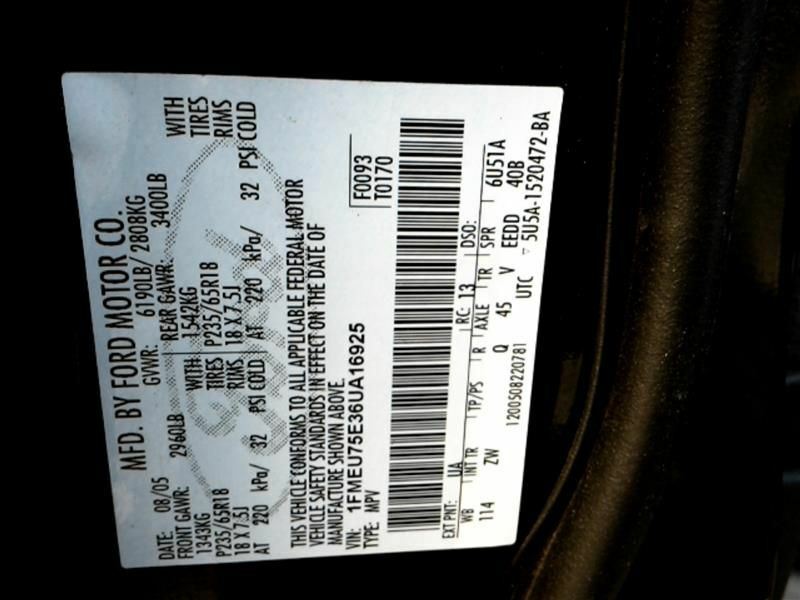 MFD. BY FORD MOTOR CO.
DATE: 08/05 GVWR: 6190LB/ 2808KG
FRONT GAWR: 2960LB REAR GAWR: 3400LB
1343KG WITH 1542KG WITH
P235/65R18 TIRES P235/65R18 TIRES
18 X 7.5J RIMS 18 X 7.5J RIMS
AT 220 kPa/ 32 PSI COLD AT 220 kPa/ 32 PSI COLD
THIS VEHICLE CONFORMS TO ALL APPLICABLE FEDERAL MOTOR
VEHICLE SAFETY STANDARDS IN EFFECT ON THE DATE OF
MANUFACTURE SHOWN ABOVE.
VIN: 1FMEU75E36UA16925 F0093
TYPE: MPV T0170
EXT PNT: UA RC: 13 DSO:
WB INT TR TP/PS R AXLE TR SPR 6U5TA
114 ZW Q 45 V EEDD 40B
1200508220781 UTC ▽ 5U5A-1520472-BA